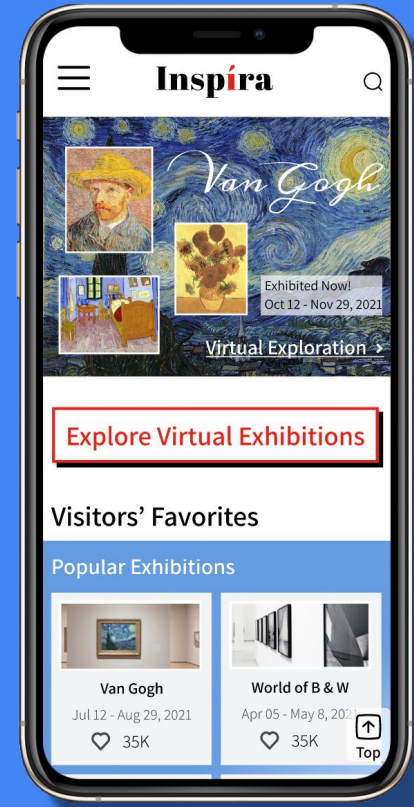 Inspíra
Van Gogh
Exhibited Now!
Oct 12 - Nov 29, 2021
Virtual Exploration ›
Explore Virtual Exhibitions
Visitors’ Favorites
Popular Exhibitions
Van Gogh
Jul 12 - Aug 29, 2021
35K
World of B & W
Apr 05 - May 8, 202
35K
Top